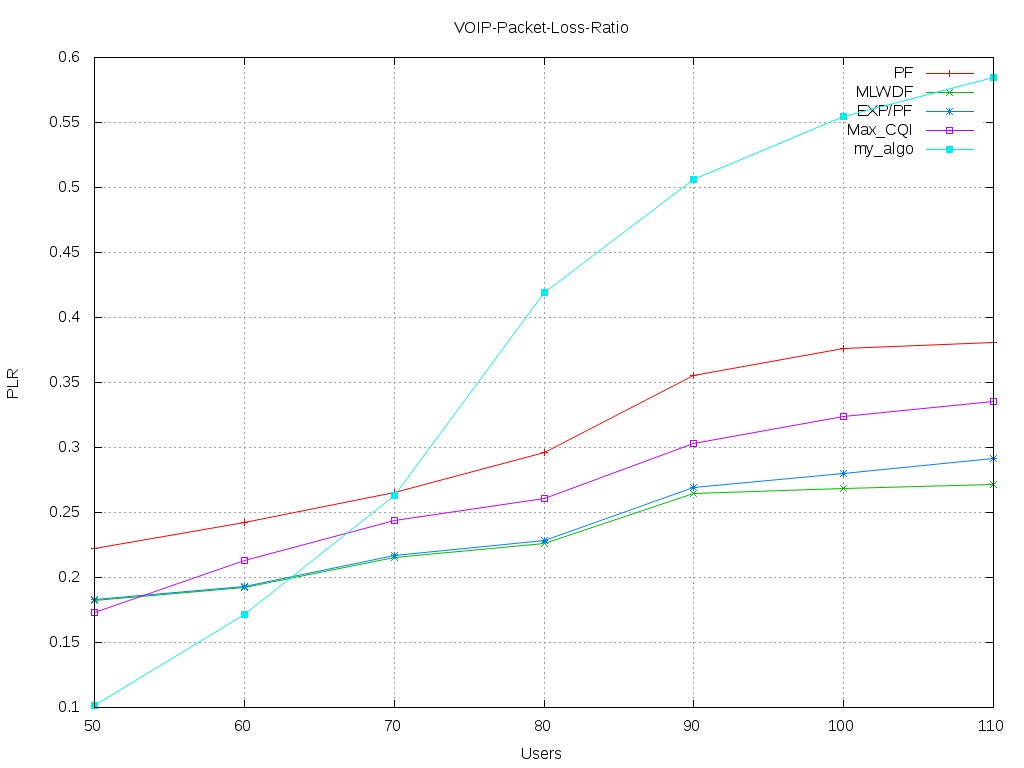 VOIP-Packet-Loss-Ratio
0.6
0.55
0.5
0.45
0.4
0.35
0.3
0.25
0.2
0.15
0.1
PLR
PF
MLWDF
EXP/PF
Max_CQI
my_algo
50 60 70 80 90 100 110
Users